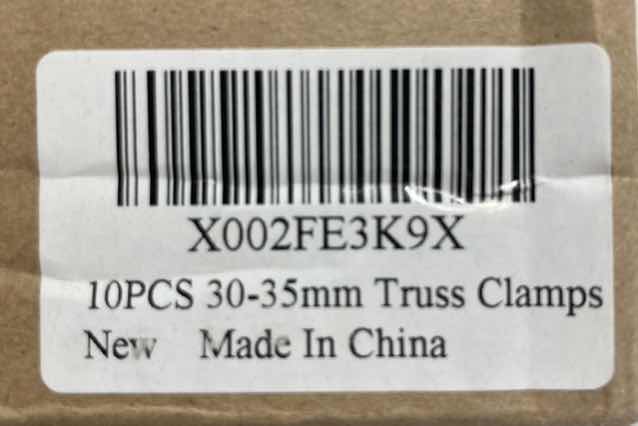 X002FE3K9X
10PCS 30-35mm Truss Clamps
New Made In China